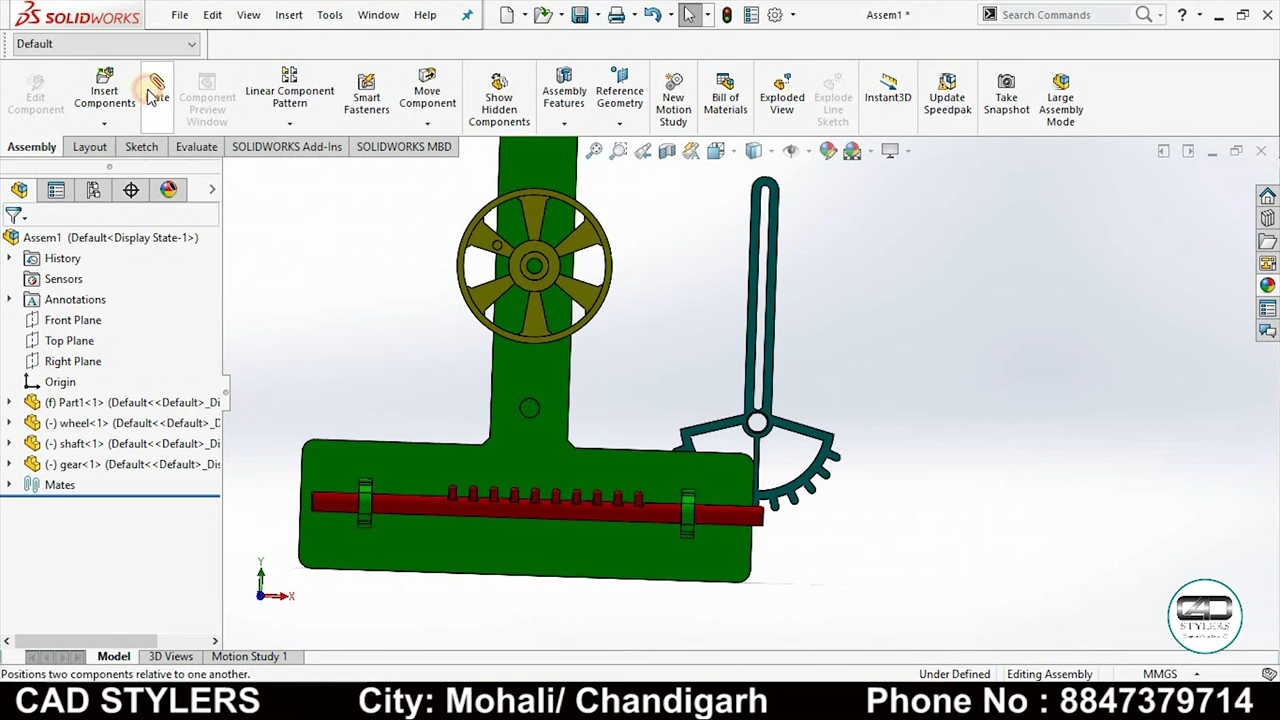 SOLIDWORKS File Edit View Insert Tools Window Help Assem1 * Search Commands ?
Default
Edit Component
Insert Components
Component Preview Window
Linear Component Pattern
Smart Fasteners
Move Component
Show Hidden Components
Assembly Features
Reference Geometry
New Motion Study
Bill of Materials
Exploded View
Explode Line Sketch
Instant3D
Update Speedpak
Take Snapshot
Large Assembly Mode
Assembly Layout Sketch Evaluate SOLIDWORKS Add-Ins SOLIDWORKS MBD
Assem1 (Default<Display State-1>)
History
Sensors
Annotations
Front Plane
Top Plane
Right Plane
Origin
(f) Part1<1> (Default<<Default>_Di
(-) wheel<1> (Default<<Default>_D
(-) shaft<1> (Default<<Default>_Di
(-) gear<1> (Default<<Default>_Dis
Mates
Y
X
STYLERS
Model 3D Views Motion Study 1
Positions two components relative to one another. Under Defined Editing Assembly MMGS
CAD STYLERS City: Mohali/ Chandigarh Phone No : 8847379714